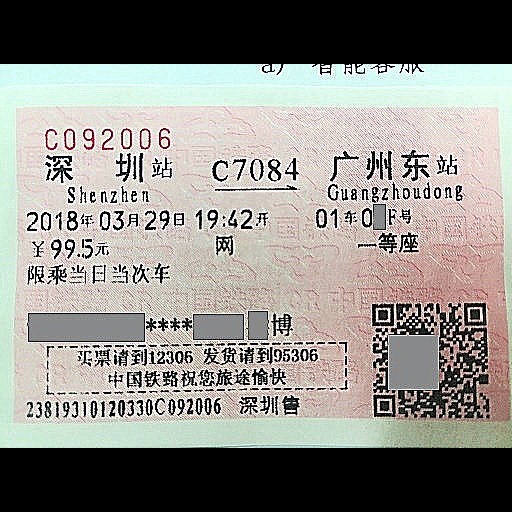 a) 智能客服
C092006
深 圳站 C7084 广州东站
Shenzhen Guangzhoudong
2018年03月29日 19:42开 01车0 F号
￥99.5元 网 一等座
限乘当日当次车
**** 博
买票请到12306 发货请到95306
中国铁路祝您旅途愉快
23819310120330C092006 深圳售